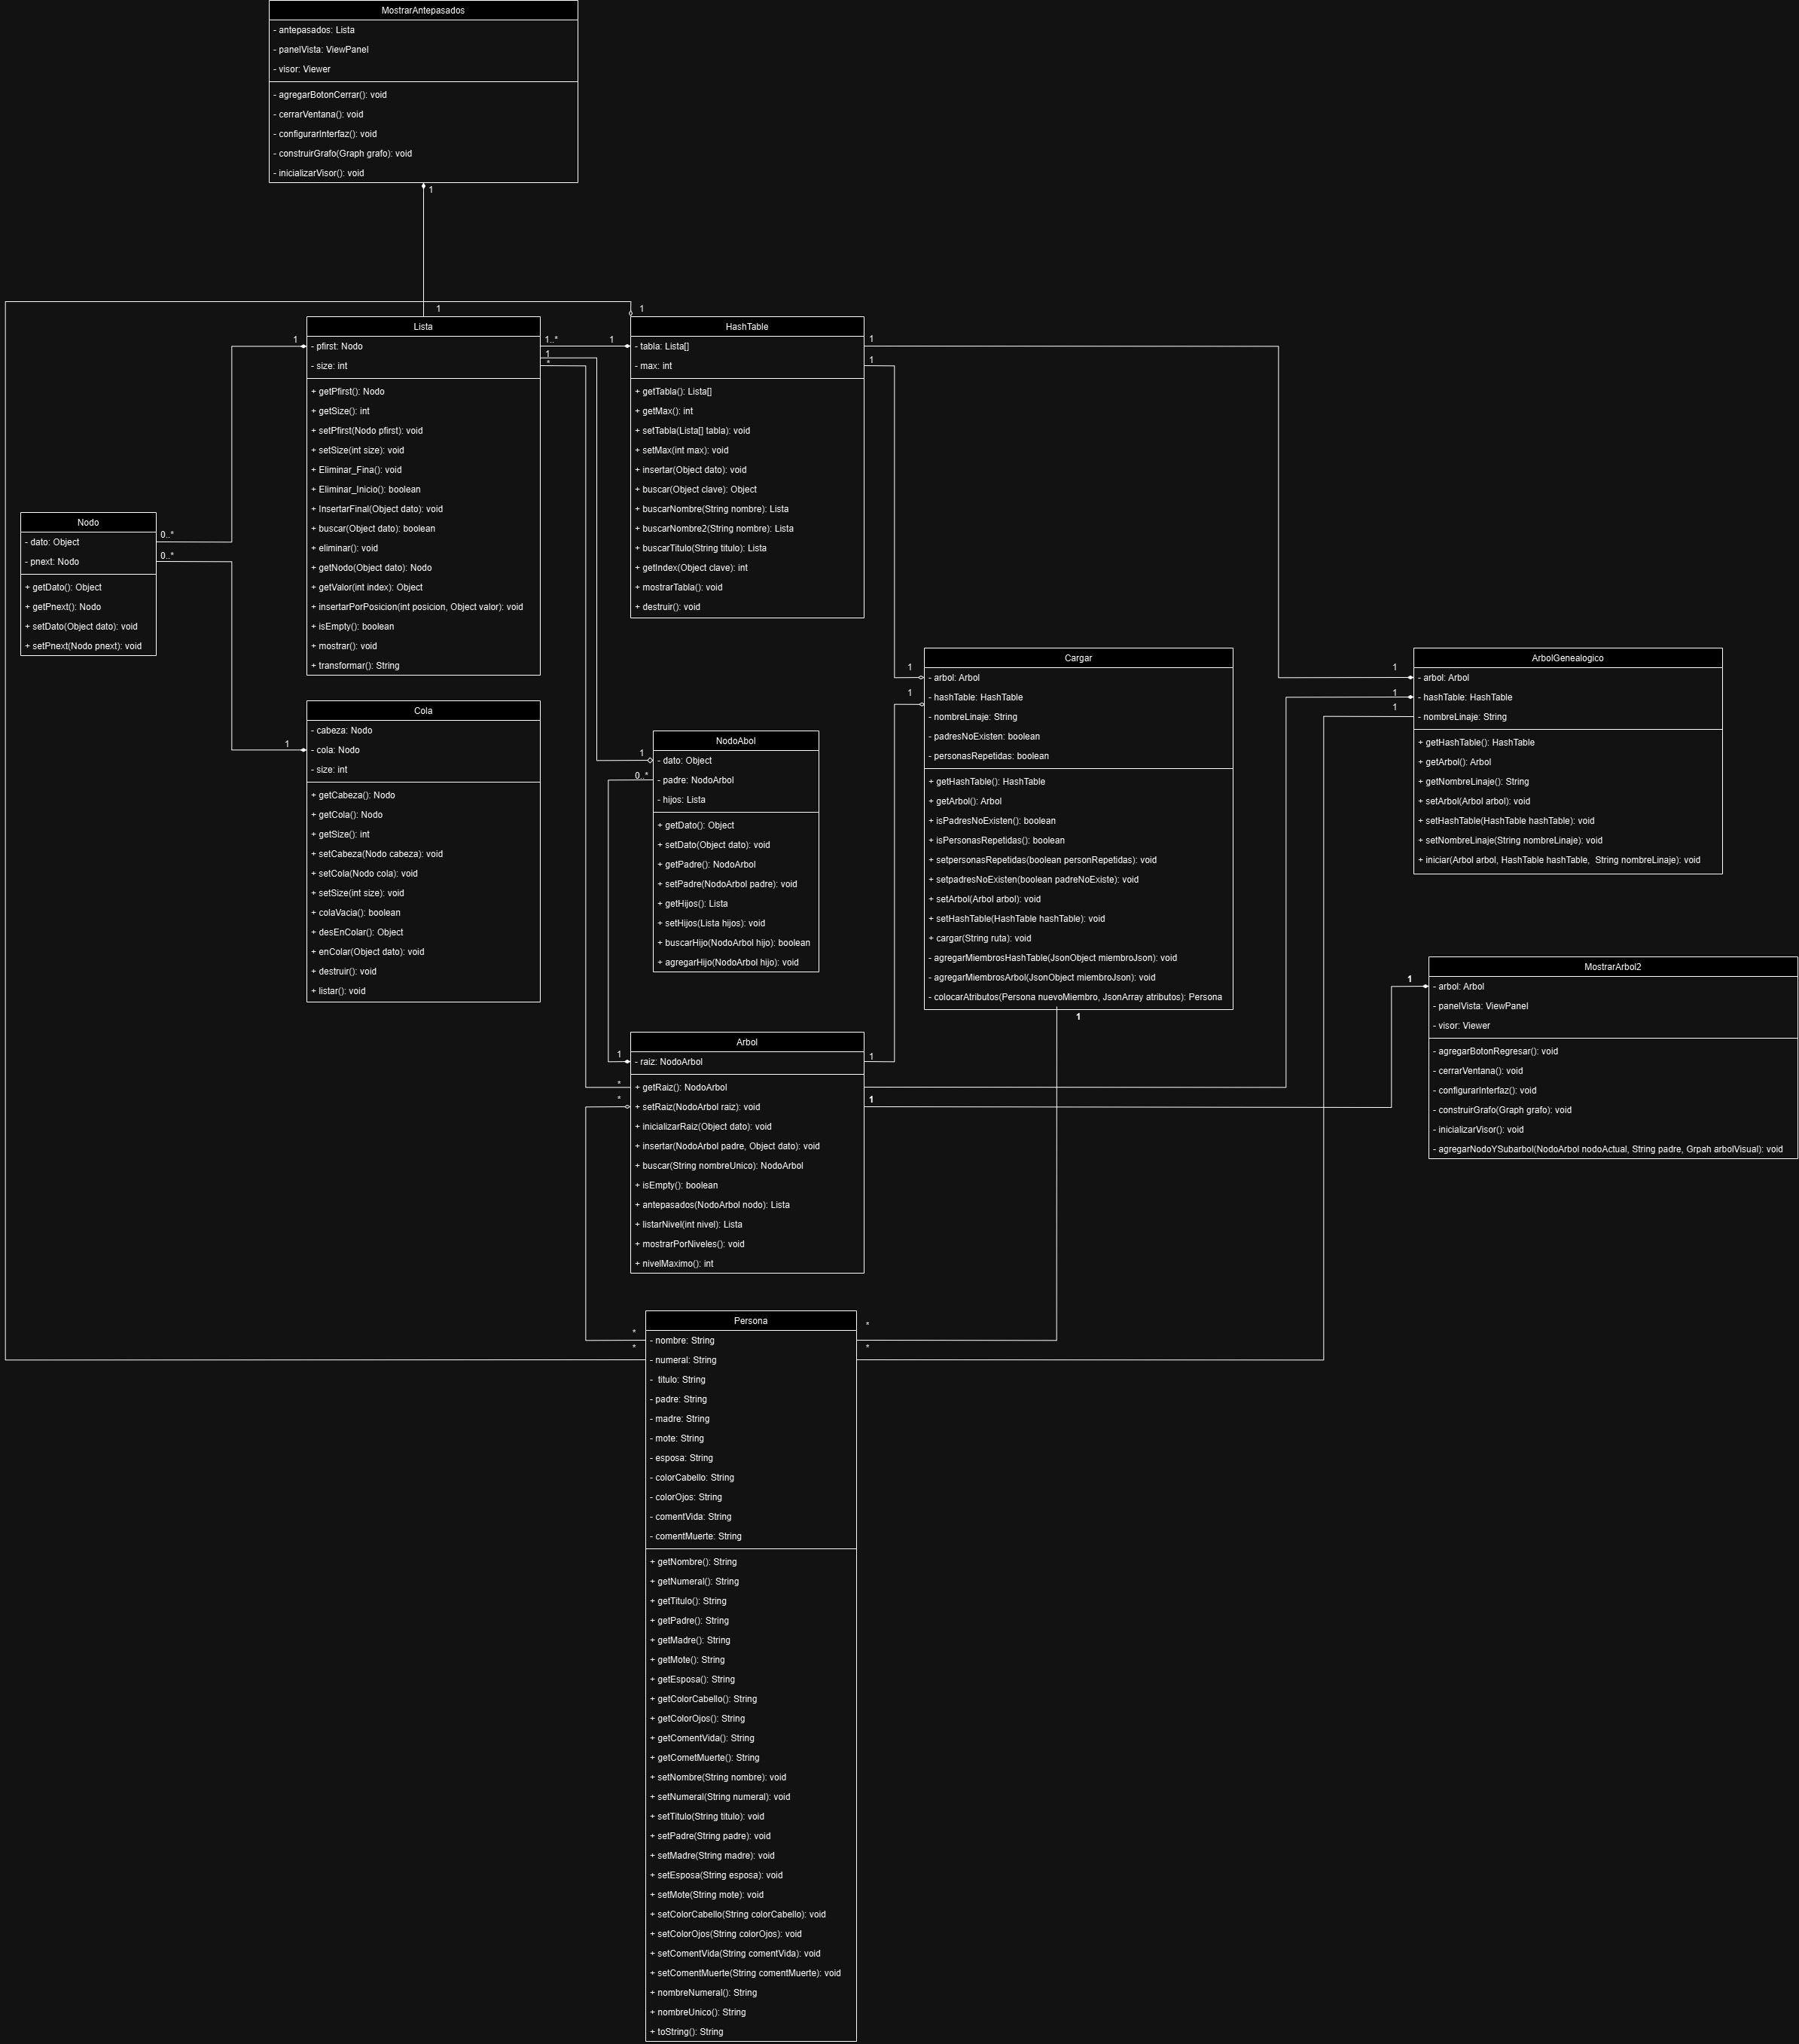 MostrarAntepasados
- antepasados: Lista
- panelVista: ViewPanel
- visor: Viewer
- agregarBotonCerrar(): void
- cerrarVentana(): void
- configurarInterfaz(): void
- construirGrafo(Graph grafo): void
- inicializarVisor(): void
1
1
Lista
- pfirst: Nodo
- size: int
+ getPfirst(): Nodo
+ getSize(): int
+ setPfirst(Nodo pfirst): void
+ setSize(int size): void
+ Eliminar_Fina(): void
+ Eliminar_Inicio(): boolean
+ InsertarFinal(Object dato): void
+ buscar(Object dato): boolean
+ eliminar(): void
+ getNodo(Object dato): Nodo
+ getValor(int index): Object
+ insertarPorPosicion(int posicion, Object valor): void
+ isEmpty(): boolean
+ mostrar(): void
+ transformar(): String
1
1..*
1
1
*
1
HashTable
- tabla: Lista[]
- max: int
+ getTabla(): Lista[]
+ getMax(): int
+ setTabla(Lista[] tabla): void
+ setMax(int max): void
+ insertar(Object dato): void
+ buscar(Object clave): Object
+ buscarNombre(String nombre): Lista
+ buscarNombre2(String nombre): Lista
+ buscarTitulo(String titulo): Lista
+ getIndex(Object clave): int
+ mostrarTabla(): void
+ destruir(): void
1
1
Nodo
- dato: Object
- pnext: Nodo
+ getDato(): Object
+ getPnext(): Nodo
+ setDato(Object dato): void
+ setPnext(Nodo pnext): void
0..*
0..*
Cola
- cabeza: Nodo
- cola: Nodo
- size: int
+ getCabeza(): Nodo
+ getCola(): Nodo
+ getSize(): int
+ setCabeza(Nodo cabeza): void
+ setCola(Nodo cola): void
+ setSize(int size): void
+ colaVacia(): boolean
+ desEnColar(): Object
+ enColar(Object dato): void
+ destruir(): void
+ listar(): void
1
NodoAbol
- dato: Object
- padre: NodoArbol
- hijos: Lista
+ getDato(): Object
+ setDato(Object dato): void
+ getPadre(): NodoArbol
+ setPadre(NodoArbol padre): void
+ getHijos(): Lista
+ setHijos(Lista hijos): void
+ buscarHijo(NodoArbol hijo): boolean
+ agregarHijo(NodoArbol hijo): void
1
0..*
Cargar
- arbol: Arbol
- hashTable: HashTable
- nombreLinaje: String
- padresNoExisten: boolean
- personasRepetidas: boolean
+ getHashTable(): HashTable
+ getArbol(): Arbol
+ isPadresNoExisten(): boolean
+ isPersonasRepetidas(): boolean
+ setpersonasRepetidas(boolean personRepetidas): void
+ setpadresNoExisten(boolean padreNoExiste): void
+ setArbol(Arbol arbol): void
+ setHashTable(HashTable hashTable): void
+ cargar(String ruta): void
- agregarMiembrosHashTable(JsonObject miembroJson): void
- agregarMiembrosArbol(JsonObject miembroJson): void
- colocarAtributos(Persona nuevoMiembro, JsonArray atributos): Persona
1
1
1
ArbolGenealogico
- arbol: Arbol
- hashTable: HashTable
- nombreLinaje: String
+ getHashTable(): HashTable
+ getArbol(): Arbol
+ getNombreLinaje(): String
+ setArbol(Arbol arbol): void
+ setHashTable(HashTable hashTable): void
+ setNombreLinaje(String nombreLinaje): void
+ iniciar(Arbol arbol, HashTable hashTable,  String nombreLinaje): void
1
1
1
MostrarArbol2
- arbol: Arbol
- panelVista: ViewPanel
- visor: Viewer
- agregarBotonRegresar(): void
- cerrarVentana(): void
- configurarInterfaz(): void
- construirGrafo(Graph grafo): void
- inicializarVisor(): void
- agregarNodoYSubarbol(NodoArbol nodoActual, String padre, Grpah arbolVisual): void
1
Arbol
- raiz: NodoArbol
+ getRaiz(): NodoArbol
+ setRaiz(NodoArbol raiz): void
+ inicializarRaiz(Object dato): void
+ insertar(NodoArbol padre, Object dato): void
+ buscar(String nombreUnico): NodoArbol
+ isEmpty(): boolean
+ antepasados(NodoArbol nodo): Lista
+ listarNivel(int nivel): Lista
+ mostrarPorNiveles(): void
+ nivelMaximo(): int
1
*
*
1
1
Persona
- nombre: String
- numeral: String
-  titulo: String
- padre: String
- madre: String
- mote: String
- esposa: String
- colorCabello: String
- colorOjos: String
- comentVida: String
- comentMuerte: String
+ getNombre(): String
+ getNumeral(): String
+ getTitulo(): String
+ getPadre(): String
+ getMadre(): String
+ getMote(): String
+ getEsposa(): String
+ getColorCabello(): String
+ getColorOjos(): String
+ getComentVida(): String
+ getCometMuerte(): String
+ setNombre(String nombre): void
+ setNumeral(String numeral): void
+ setTitulo(String titulo): void
+ setPadre(String padre): void
+ setMadre(String madre): void
+ setEsposa(String esposa): void
+ setMote(String mote): void
+ setColorCabello(String colorCabello): void
+ setColorOjos(String colorOjos): void
+ setComentVida(String comentVida): void
+ setComentMuerte(String comentMuerte): void
+ nombreNumeral(): String
+ nombreUnico(): String
+ toString(): String
*
*
*
*